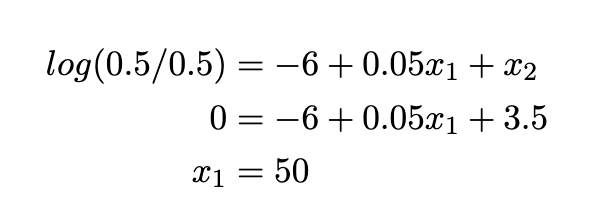 log(0.5/0.5) = −6 + 0.05x₁ + x₂
0 = −6 + 0.05x₁ + 3.5
x₁ = 50